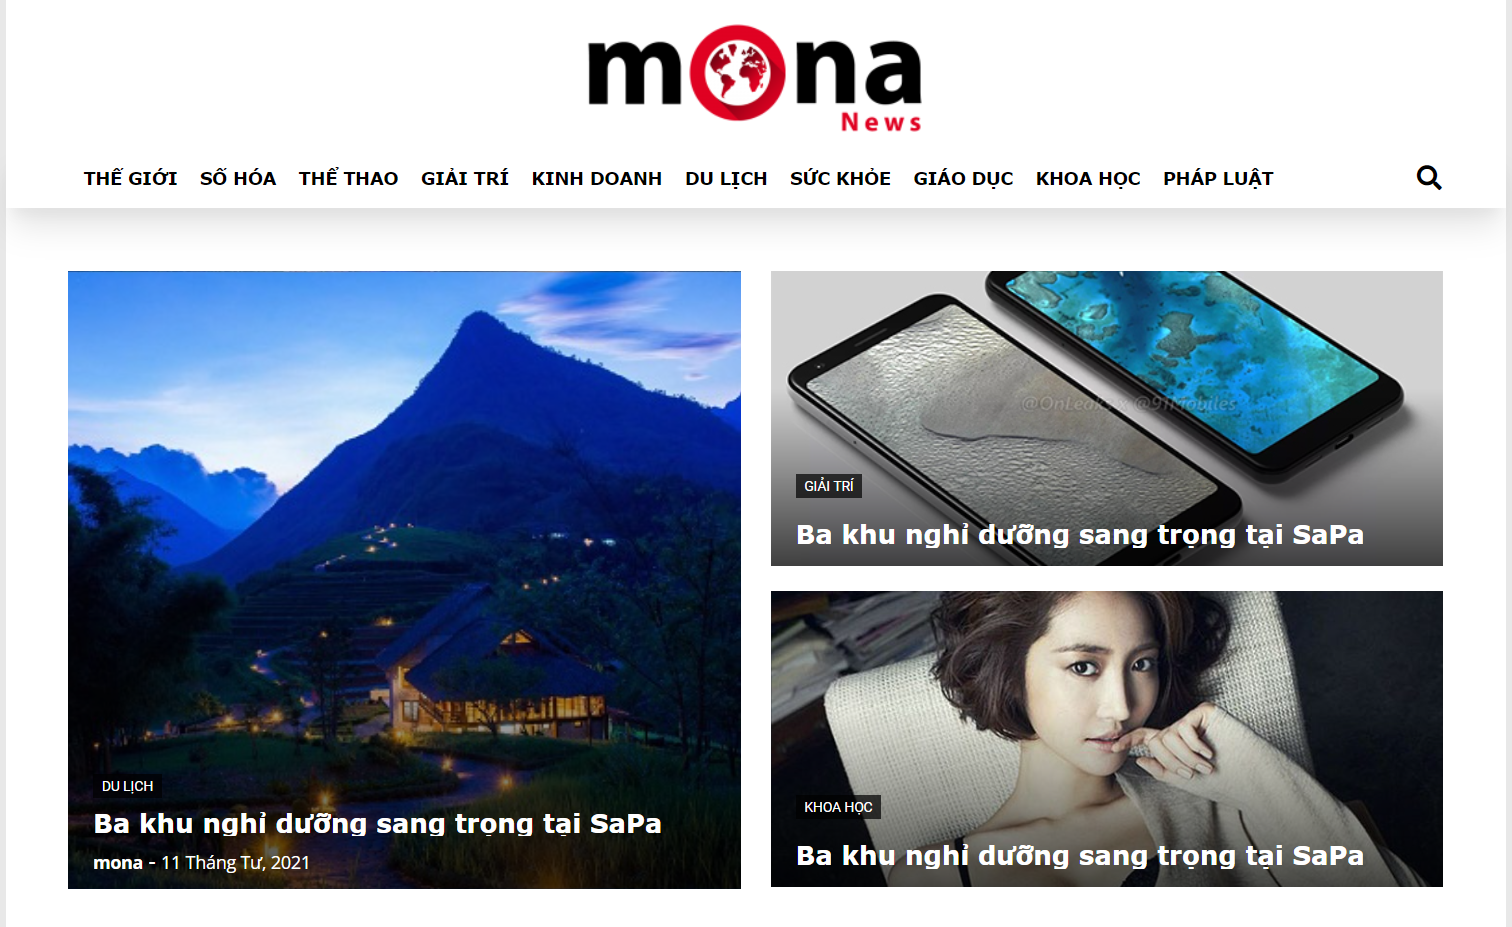 mona
News
THẾ GIỚI SỐ HÓA THỂ THAO GIẢI TRÍ KINH DOANH DU LỊCH SỨC KHỎE GIÁO DỤC KHOA HỌC PHÁP LUẬT
DU LỊCH
Ba khu nghỉ dưỡng sang trọng tại SaPa
mona - 11 Tháng Tư, 2021
@OnLeaks x @91Mobiles
GIẢI TRÍ
Ba khu nghỉ dưỡng sang trọng tại SaPa
KHOA HỌC
Ba khu nghỉ dưỡng sang trọng tại SaPa